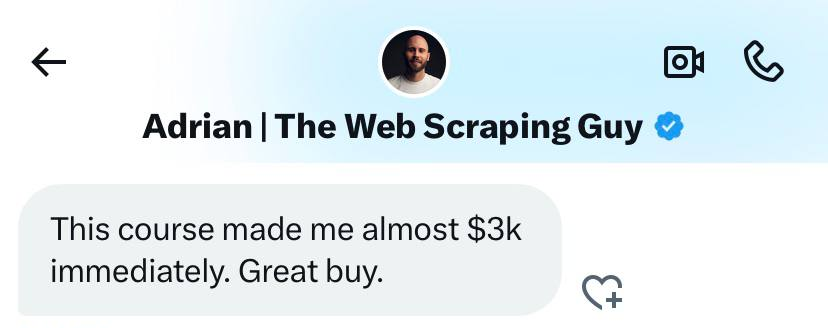 Adrian | The Web Scraping Guy
This course made me almost $3k
immediately. Great buy.